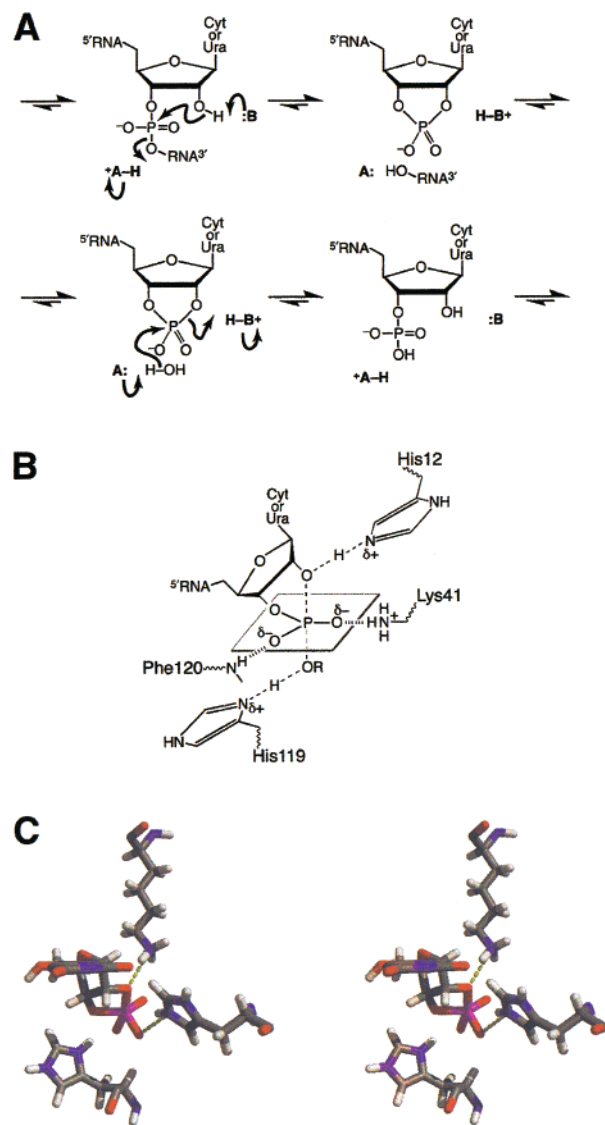 A
Cyt
or
Ura
5'RNA
O
O
O
H
:B
⁻O–P=O
O
RNA3'
⁺A–H
Cyt
or
Ura
5'RNA
O
O
O
P
⁻O
O
H–B+
A:
HO
RNA3'
Cyt
or
Ura
5'RNA
O
O
O
P
⁻O
O
H–B+
A:
H–OH
Cyt
or
Ura
5'RNA
O
O
OH
⁻O–P=O
OH
:B
⁺A–H
B
His12
Cyt
or
Ura
NH
H
N
δ+
O
O
Lys41
5'RNA
O
δ–
H
P
O
HN
+
δ–
O
H
Phe120
H
N
OR
H
N
δ+
HN
His119
C